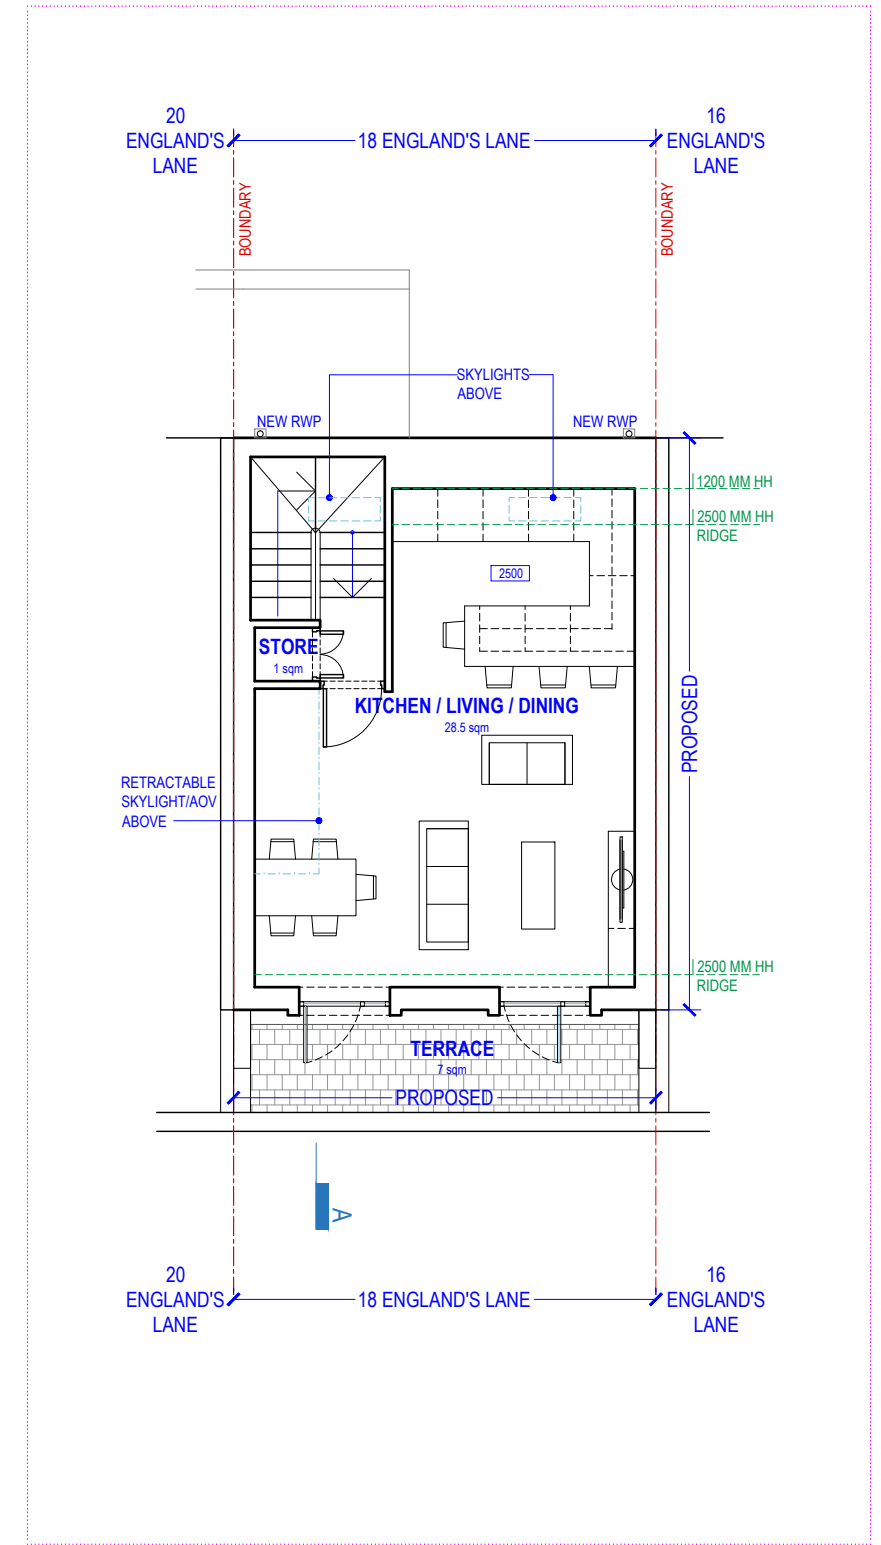 20
ENGLAND'S
LANE
18 ENGLAND'S LANE
16
ENGLAND'S
LANE
BOUNDARY
BOUNDARY
SKYLIGHTS
ABOVE
NEW RWP
NEW RWP
1200 MM HH
2500 MM HH
RIDGE
2500
STORE
1 sqm
KITCHEN / LIVING / DINING
28.5 sqm
PROPOSED
RETRACTABLE
SKYLIGHT/AOV
ABOVE
2500 MM HH
RIDGE
TERRACE
7 sqm
PROPOSED
A
20
ENGLAND'S
LANE
18 ENGLAND'S LANE
16
ENGLAND'S
LANE